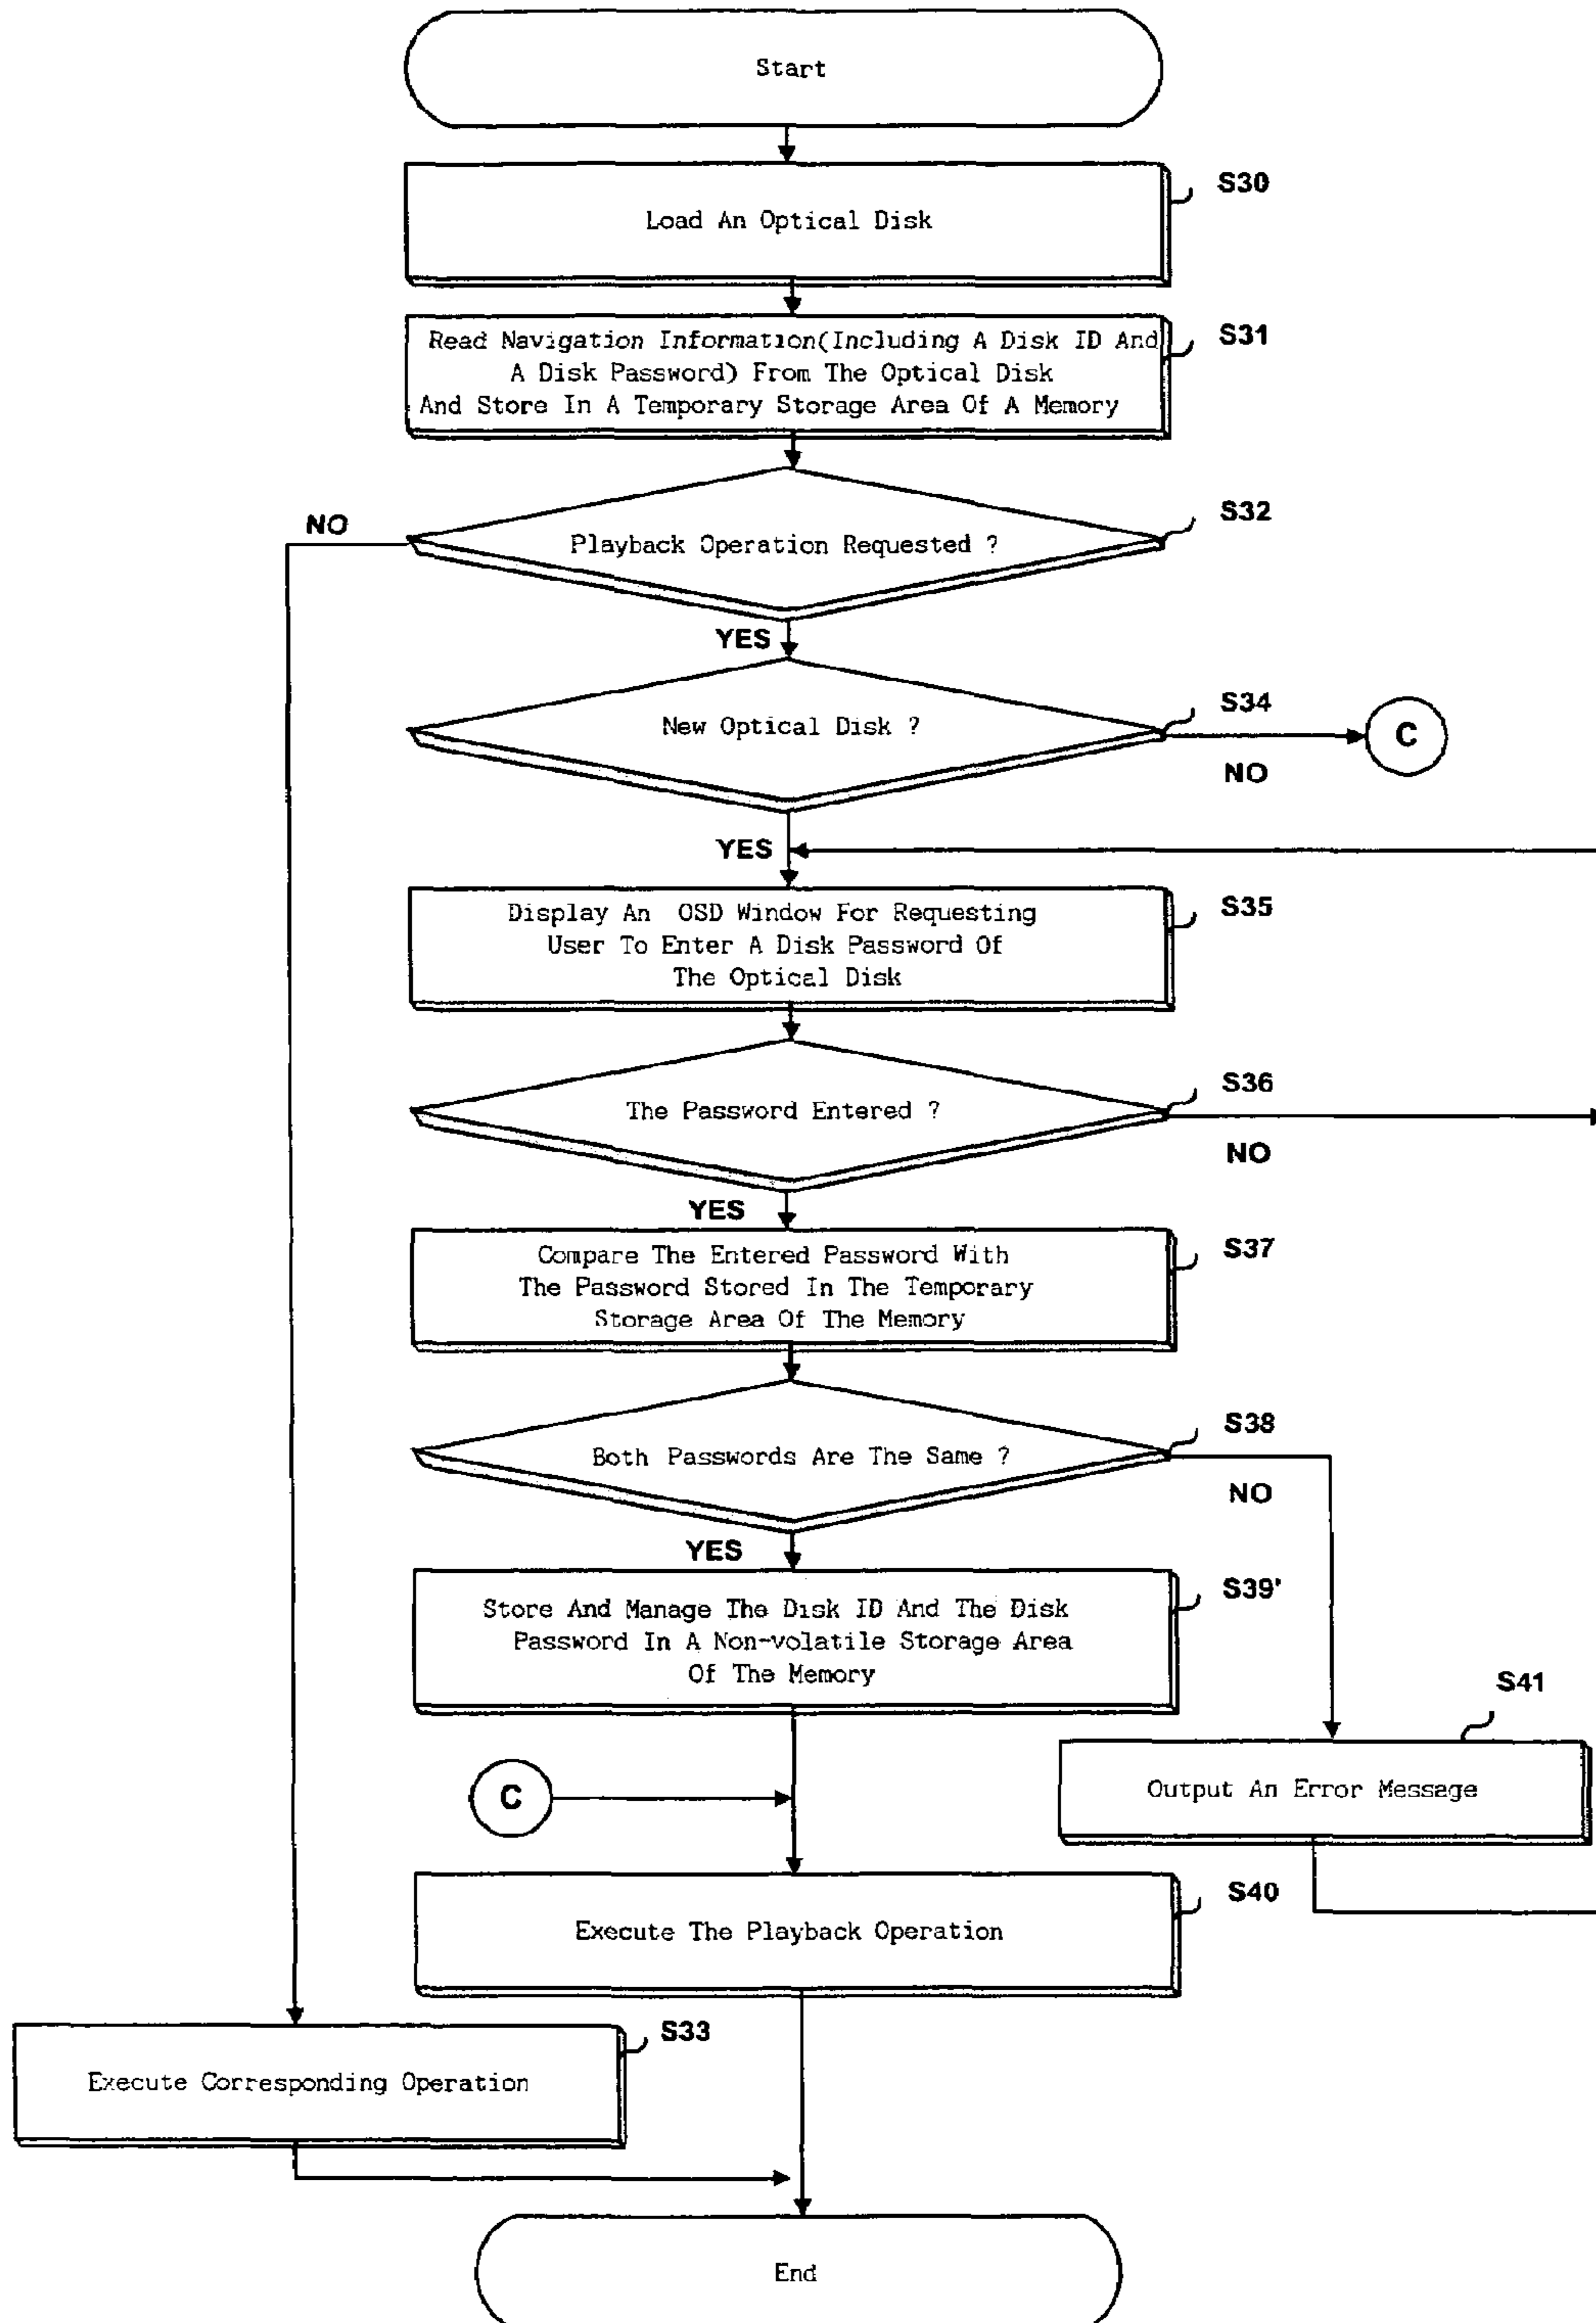 Start
S30
Load An Optical Disk
S31
Read Navigation Information(Including A Disk ID And
A Disk Password) From The Optical Disk
And Store In A Temporary Storage Area Of A Memory
S32
NO
Playback Operation Requested ?
YES
S34
New Optical Disk ?
C
NO
YES
S35
Display An OSD Window For Requesting
User To Enter A Disk Password Of
The Optical Disk
S36
The Password Entered ?
NO
YES
S37
Compare The Entered Password With
The Password Stored In The Temporary
Storage Area Of The Memory
S38
Both Passwords Are The Same ?
NO
YES
S39'
Store And Manage The Disk ID And The Disk
Password In A Non-volatile Storage Area
Of The Memory
S41
Output An Error Message
C
S40
Execute The Playback Operation
S33
Execute Corresponding Operation
End